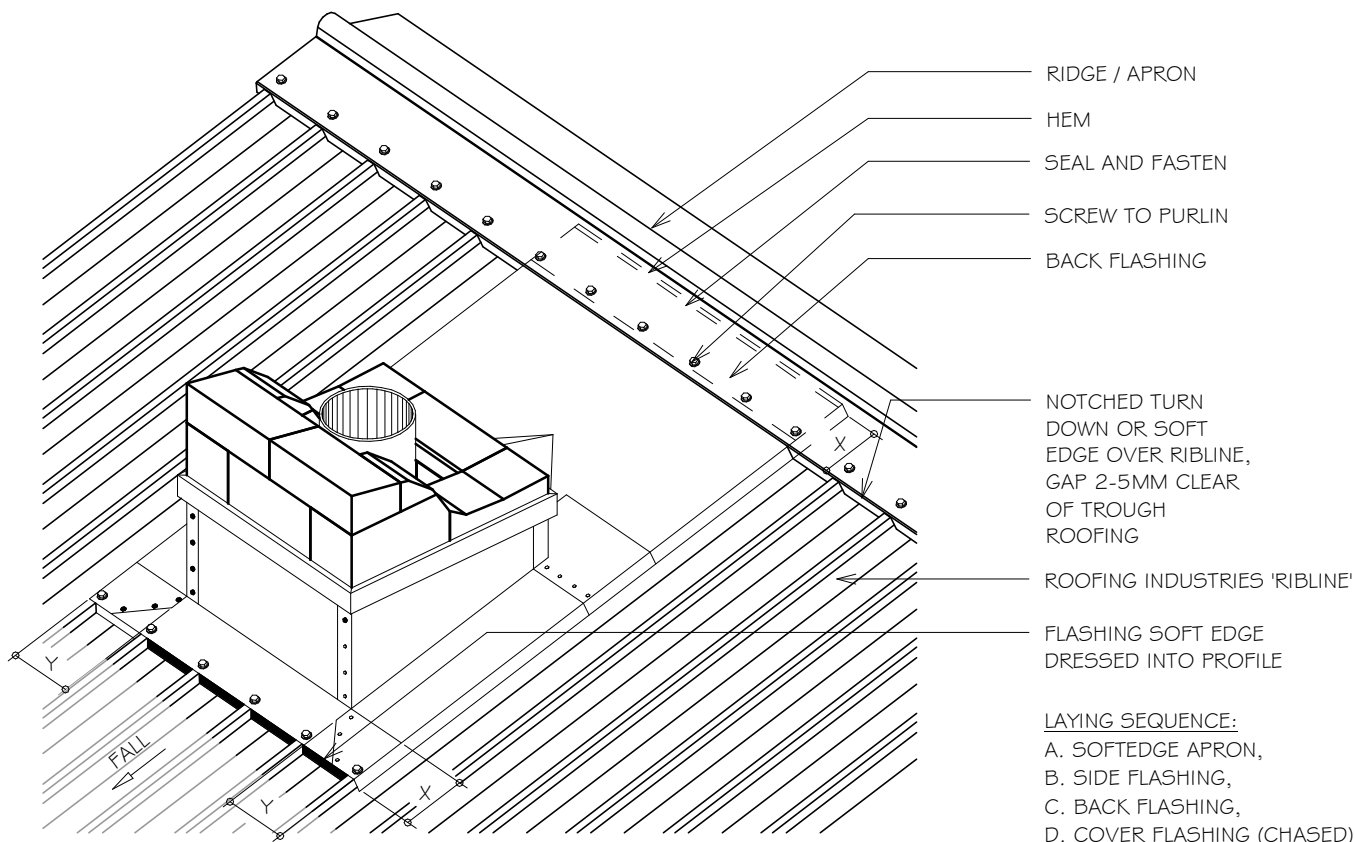 RIDGE / APRON
HEM
SEAL AND FASTEN
SCREW TO PURLIN
BACK FLASHING
NOTCHED TURN
DOWN OR SOFT
EDGE OVER RIBLINE,
GAP 2-5MM CLEAR
OF TROUGH
ROOFING
X
ROOFING INDUSTRIES 'RIBLINE'
FLASHING SOFT EDGE
DRESSED INTO PROFILE
Y
FALL
Y
X
LAYING SEQUENCE:
A. SOFTEDGE APRON,
B. SIDE FLASHING,
C. BACK FLASHING,
D. COVER FLASHING (CHASED)